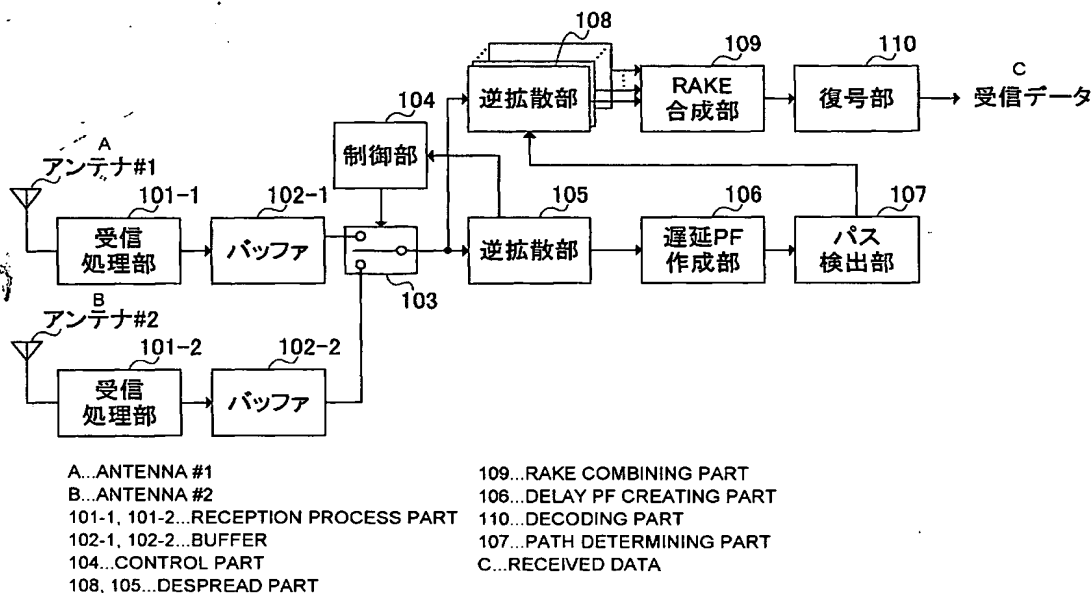 108
109
110
逆拡散部
RAKE
合成部
復号部
C
受信データ
104
制御部
A
アンテナ#1
101-1
受信
処理部
102-1
バッファ
103
105
逆拡散部
106
遅延PF
作成部
107
パス
検出部
B
アンテナ#2
101-2
受信
処理部
102-2
バッファ
A...ANTENNA #1
B...ANTENNA #2
101-1, 101-2...RECEPTION PROCESS PART
102-1, 102-2...BUFFER
104...CONTROL PART
108, 105...DESPREAD PART
109...RAKE COMBINING PART
106...DELAY PF CREATING PART
110...DECODING PART
107...PATH DETERMINING PART
C...RECEIVED DATA